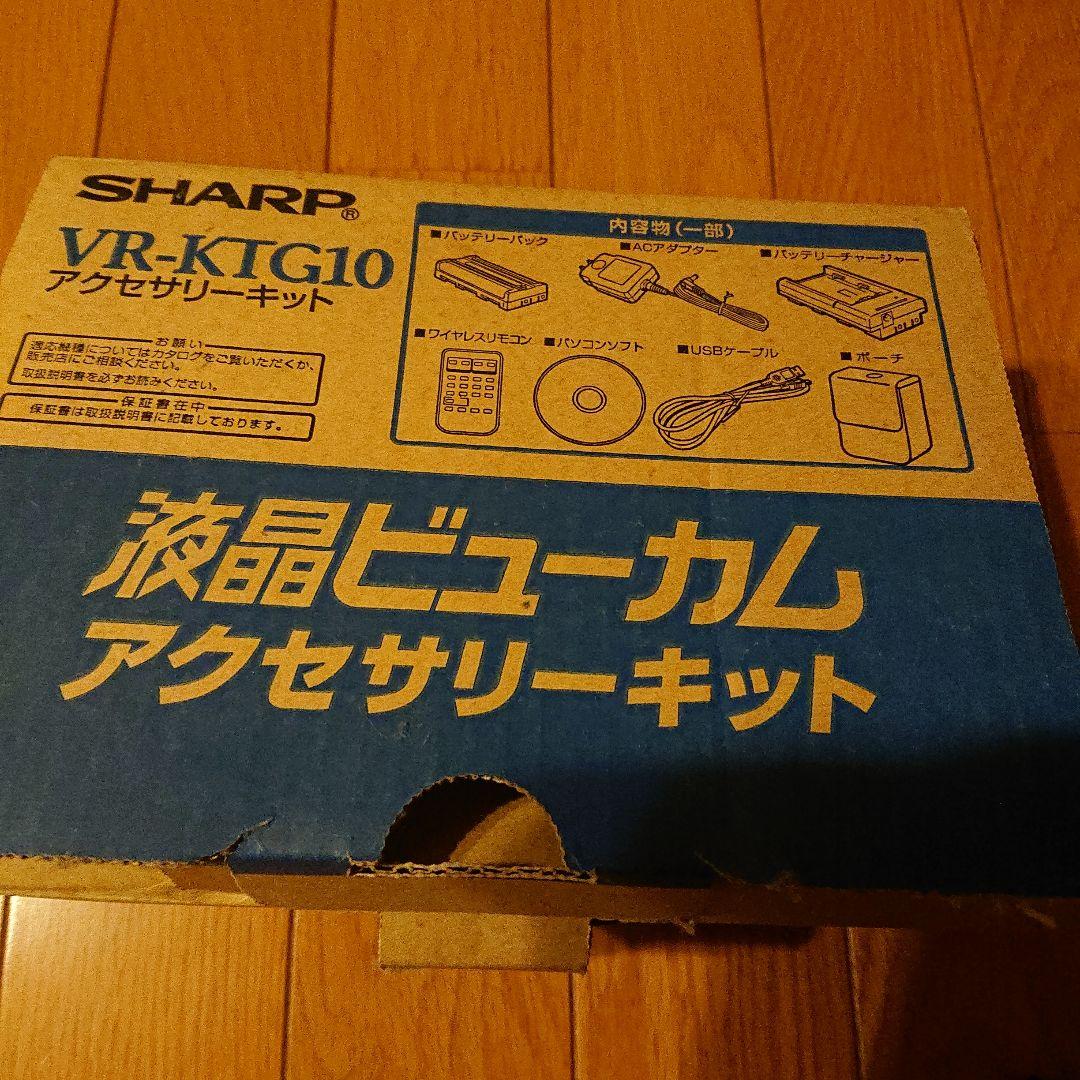 SHARP®
VR-KTG10
アクセサリーキット
お願い
適応機種についてはカタログをご覧いただくか、
販売店にご相談ください。
取扱説明書を必ずお読みください。
保証書在中
保証書は取扱説明書に記載しております。
内容物(一部)
■バッテリーパック
■ACアダプター
■バッテリーチャージャー
■ワイヤレスリモコン
■パソコンソフト
■USBケーブル
■ポーチ
液晶ビューカム
アクセサリーキット